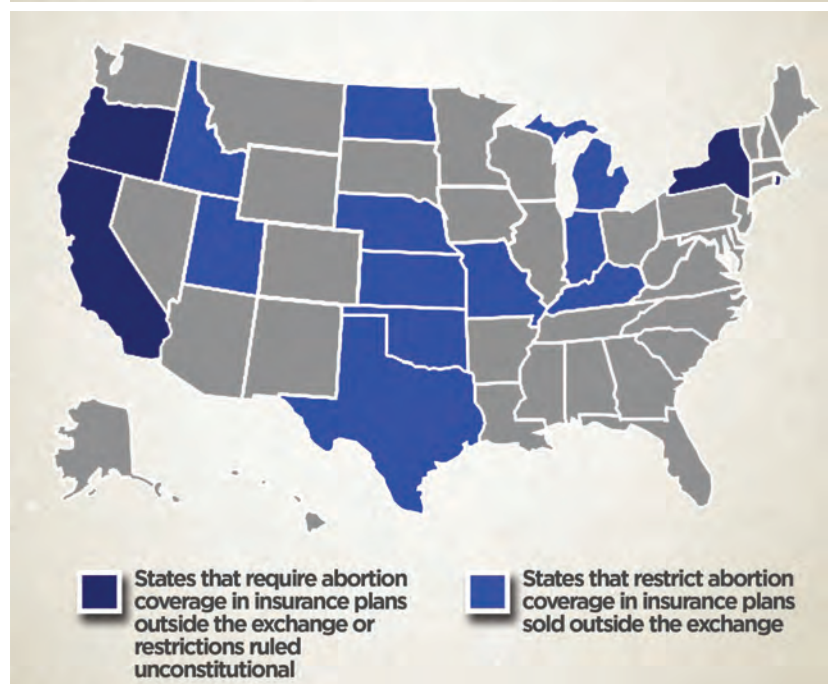 States that require abortion
coverage in insurance plans
outside the exchange or
restrictions ruled
unconstitutional
States that restrict abortion
coverage in insurance plans
sold outside the exchange